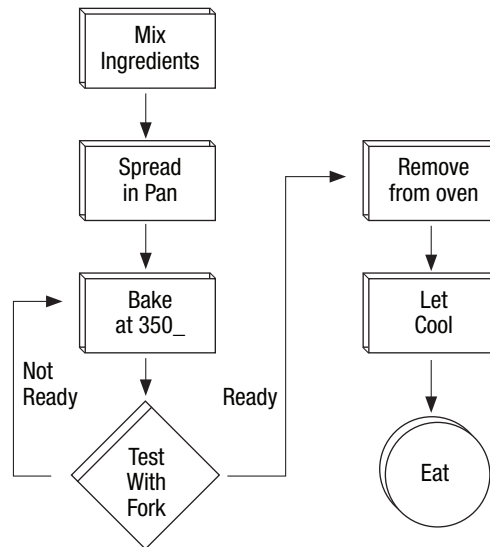 Mix
Ingredients
Spread
in Pan
Bake
at 350_
Not
Ready
Test
With
Fork
Ready
Remove
from oven
Let
Cool
Eat